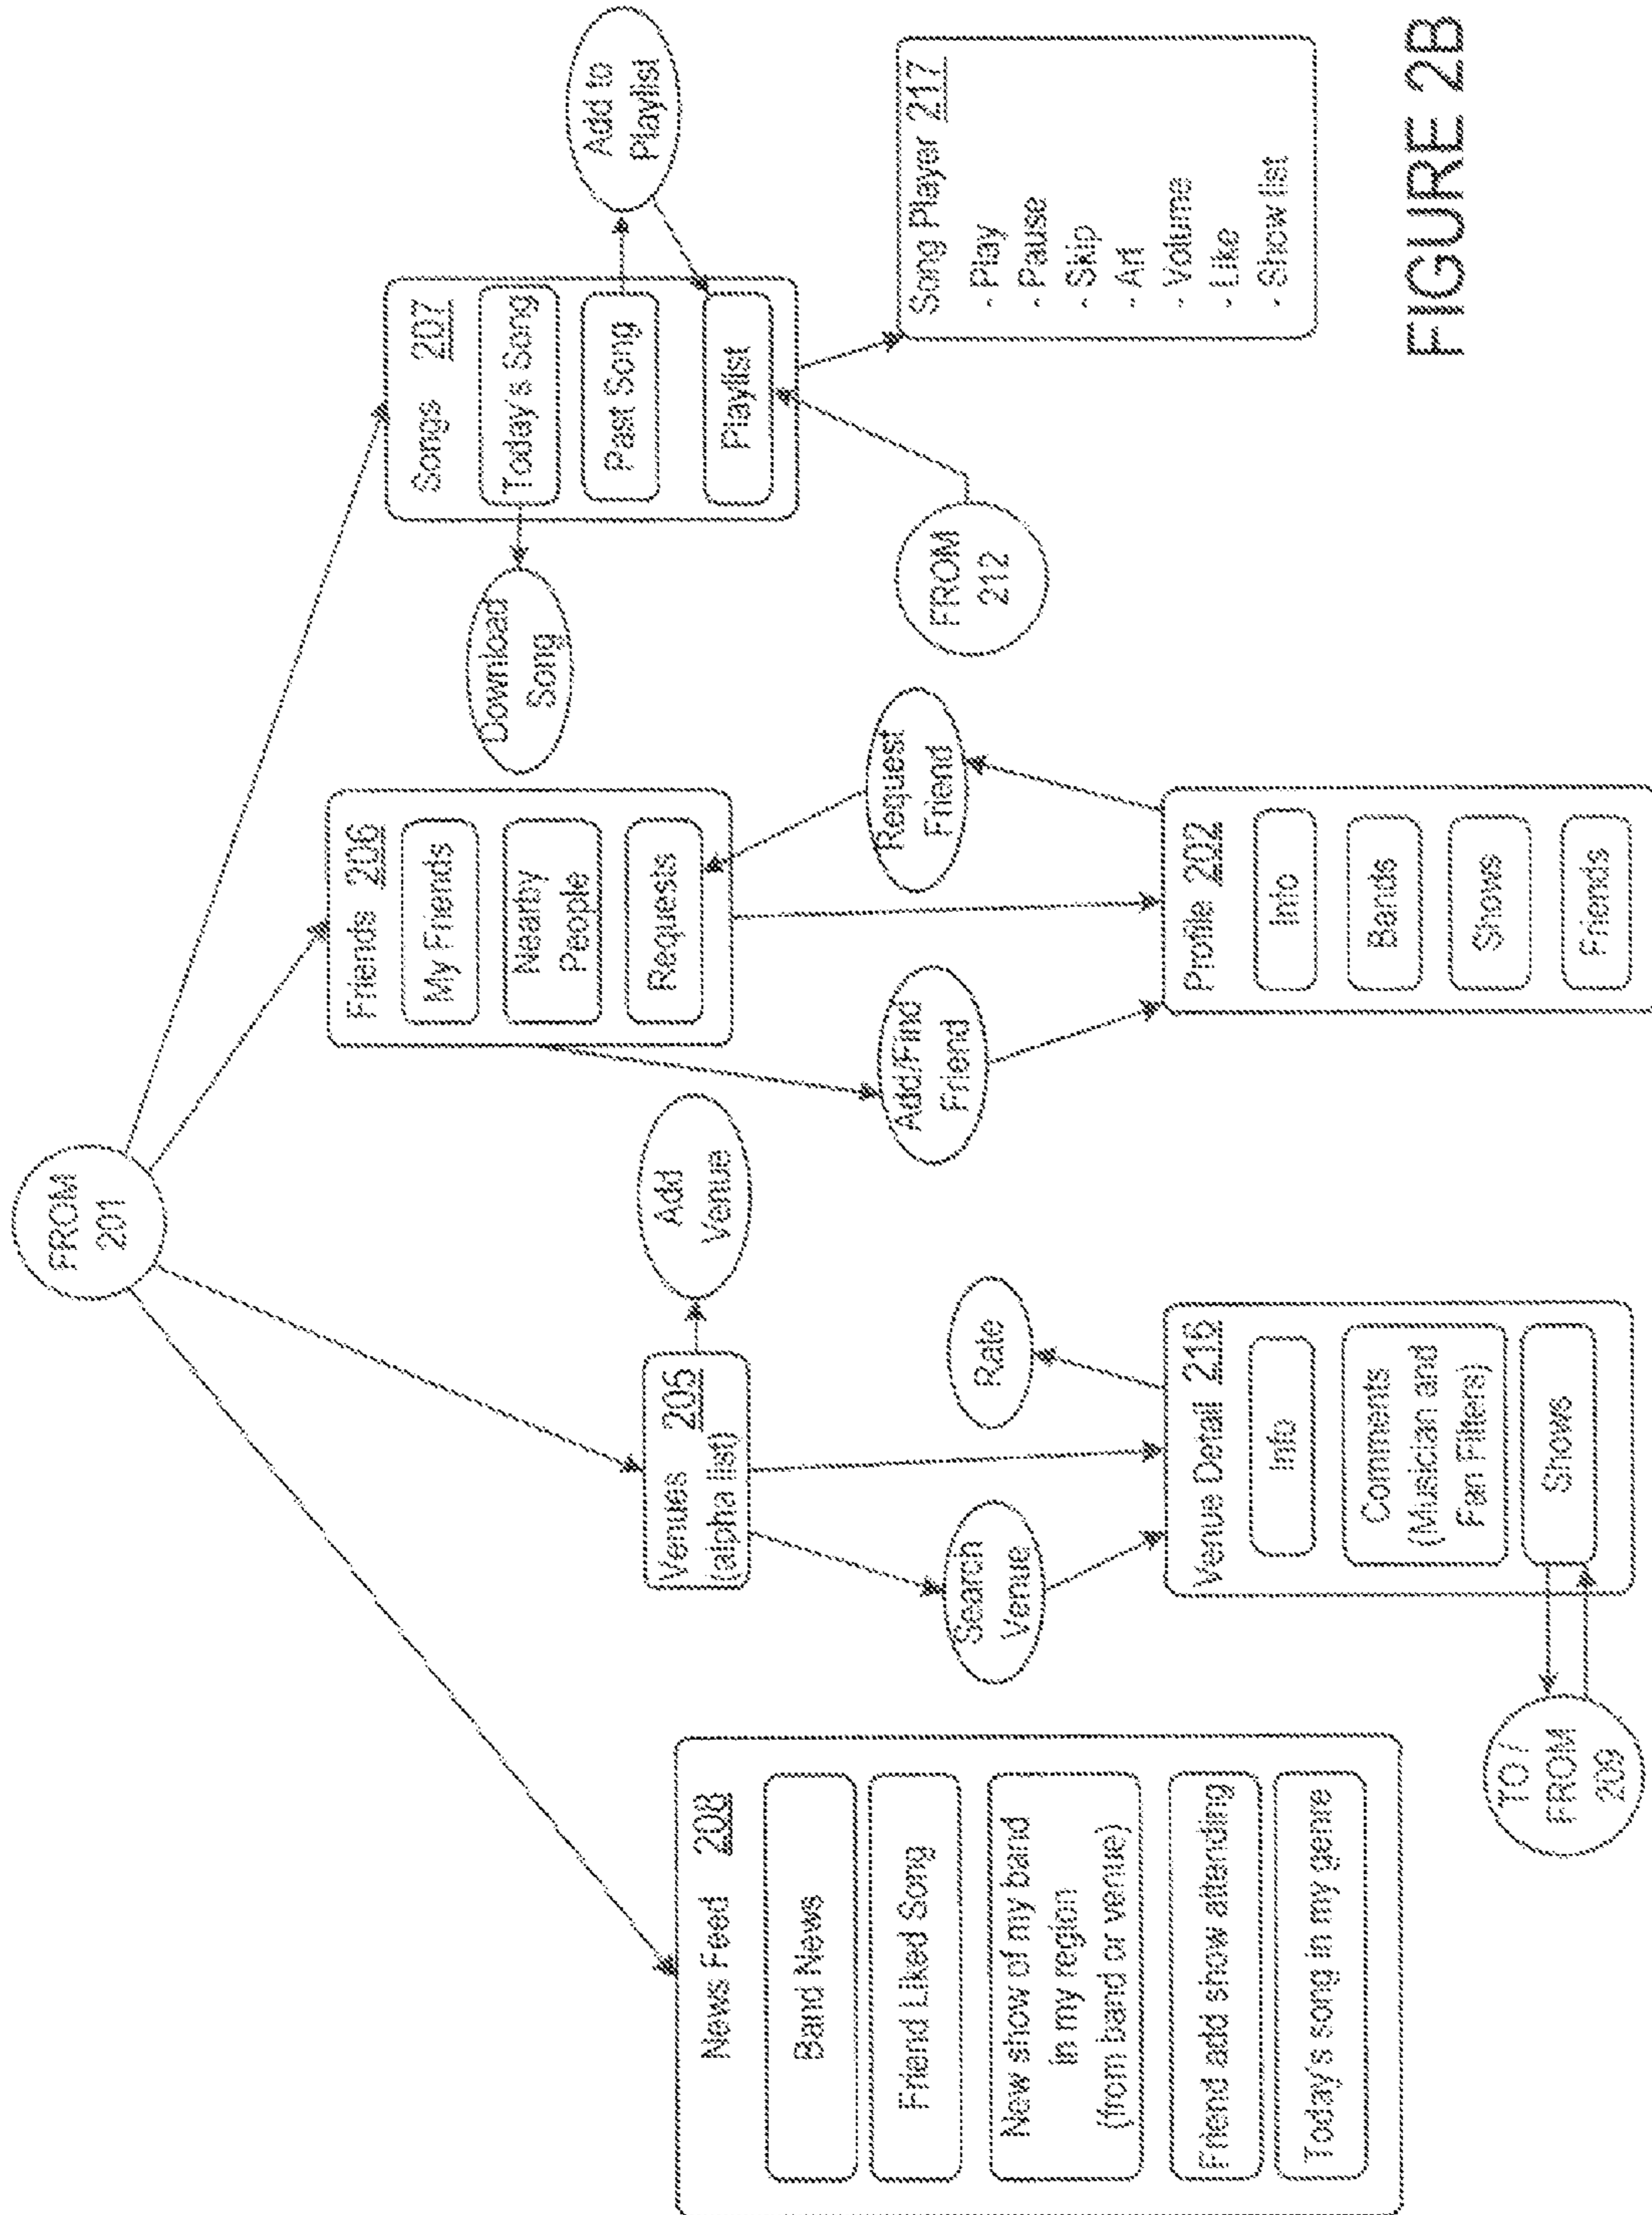 FROM
201
News Feed 208
Band News
Friend Liked Song
New show of my band
in my region
(from band or venue)
Friend add show attending
Today's song in my genre
Venues 205
(alpha list)
Add
Venue
Search
Venue
Rate
Venue Detail 216
Info
Comments
(Musician and
Fan Filters)
Shows
TO /
FROM
209
Friends 206
My Friends
Nearby
People
Requests
Add/Find
Friend
Request
Friend
Profile 202
Info
Bands
Shows
Friends
Songs 207
Today's Song
Past Song
Playlist
Download
Song
Add to
Playlist
FROM
212
Song Player 217
- Play
- Pause
- Skip
- Art
- Volume
- Like
- Show list
FIGURE 2B